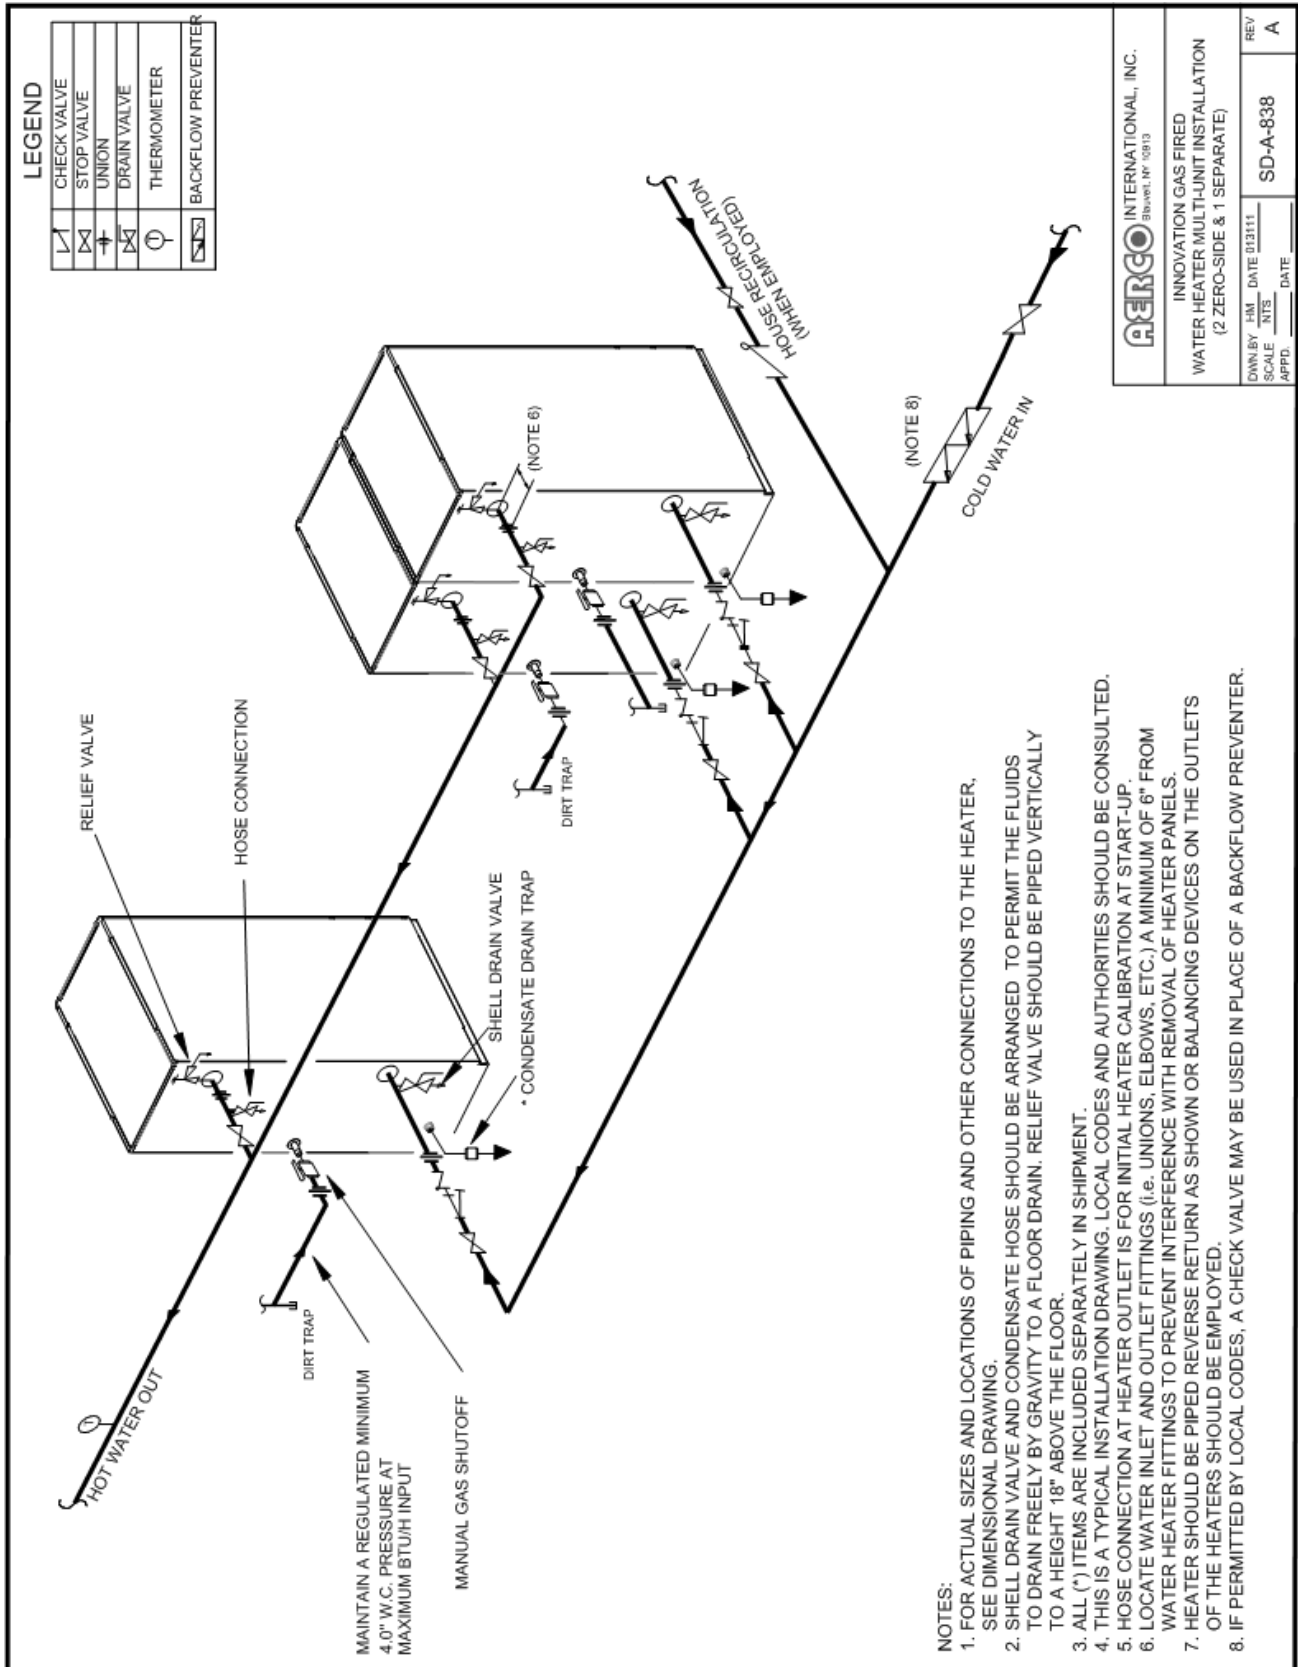 LEGEND
CHECK VALVE
STOP VALVE
UNION
DRAIN VALVE
THERMOMETER
BACKFLOW PREVENTER
RELIEF VALVE
HOSE CONNECTION
SHELL DRAIN VALVE
* CONDENSATE DRAIN TRAP
HOT WATER OUT
DIRT TRAP
MAINTAIN A REGULATED MINIMUM
4.0" W.C. PRESSURE AT
MAXIMUM BTU/H INPUT
MANUAL GAS SHUTOFF
DIRT TRAP
(NOTE 6)
HOUSE RECIRCULATION
(WHEN EMPLOYED)
(NOTE 8)
COLD WATER IN
NOTES:
1. FOR ACTUAL SIZES AND LOCATIONS OF PIPING AND OTHER CONNECTIONS TO THE HEATER,
SEE DIMENSIONAL DRAWING.
2. SHELL DRAIN VALVE AND CONDENSATE HOSE SHOULD BE ARRANGED TO PERMIT THE FLUIDS
TO DRAIN FREELY BY GRAVITY TO A FLOOR DRAIN. RELIEF VALVE SHOULD BE PIPED VERTICALLY
TO A HEIGHT 18" ABOVE THE FLOOR.
3. ALL (*) ITEMS ARE INCLUDED SEPARATELY IN SHIPMENT.
4. THIS IS A TYPICAL INSTALLATION DRAWING. LOCAL CODES AND AUTHORITIES SHOULD BE CONSULTED.
5. HOSE CONNECTION AT HEATER OUTLET IS FOR INITIAL HEATER CALIBRATION AT START-UP.
6. LOCATE WATER INLET AND OUTLET FITTINGS (i.e. UNIONS, ELBOWS, ETC.) A MINIMUM OF 6" FROM
WATER HEATER FITTINGS TO PREVENT INTERFERENCE WITH REMOVAL OF HEATER PANELS.
7. HEATER SHOULD BE PIPED REVERSE RETURN AS SHOWN OR BALANCING DEVICES ON THE OUTLETS
OF THE HEATERS SHOULD BE EMPLOYED.
8. IF PERMITTED BY LOCAL CODES, A CHECK VALVE MAY BE USED IN PLACE OF A BACKFLOW PREVENTER.
AERCO INTERNATIONAL, INC.
Blauvelt, NY 10913
INNOVATION GAS FIRED
WATER HEATER MULTI-UNIT INSTALLATION
(2 ZERO-SIDE & 1 SEPARATE)
DWN.BY HM DATE 013111
SCALE NTS
APPD. DATE
SD-A-838
REV
A